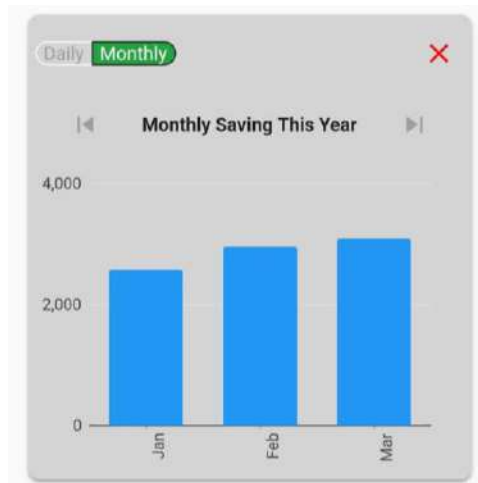 Daily Monthly
Monthly Saving This Year
4,000
2,000
0
Jan Feb Mar